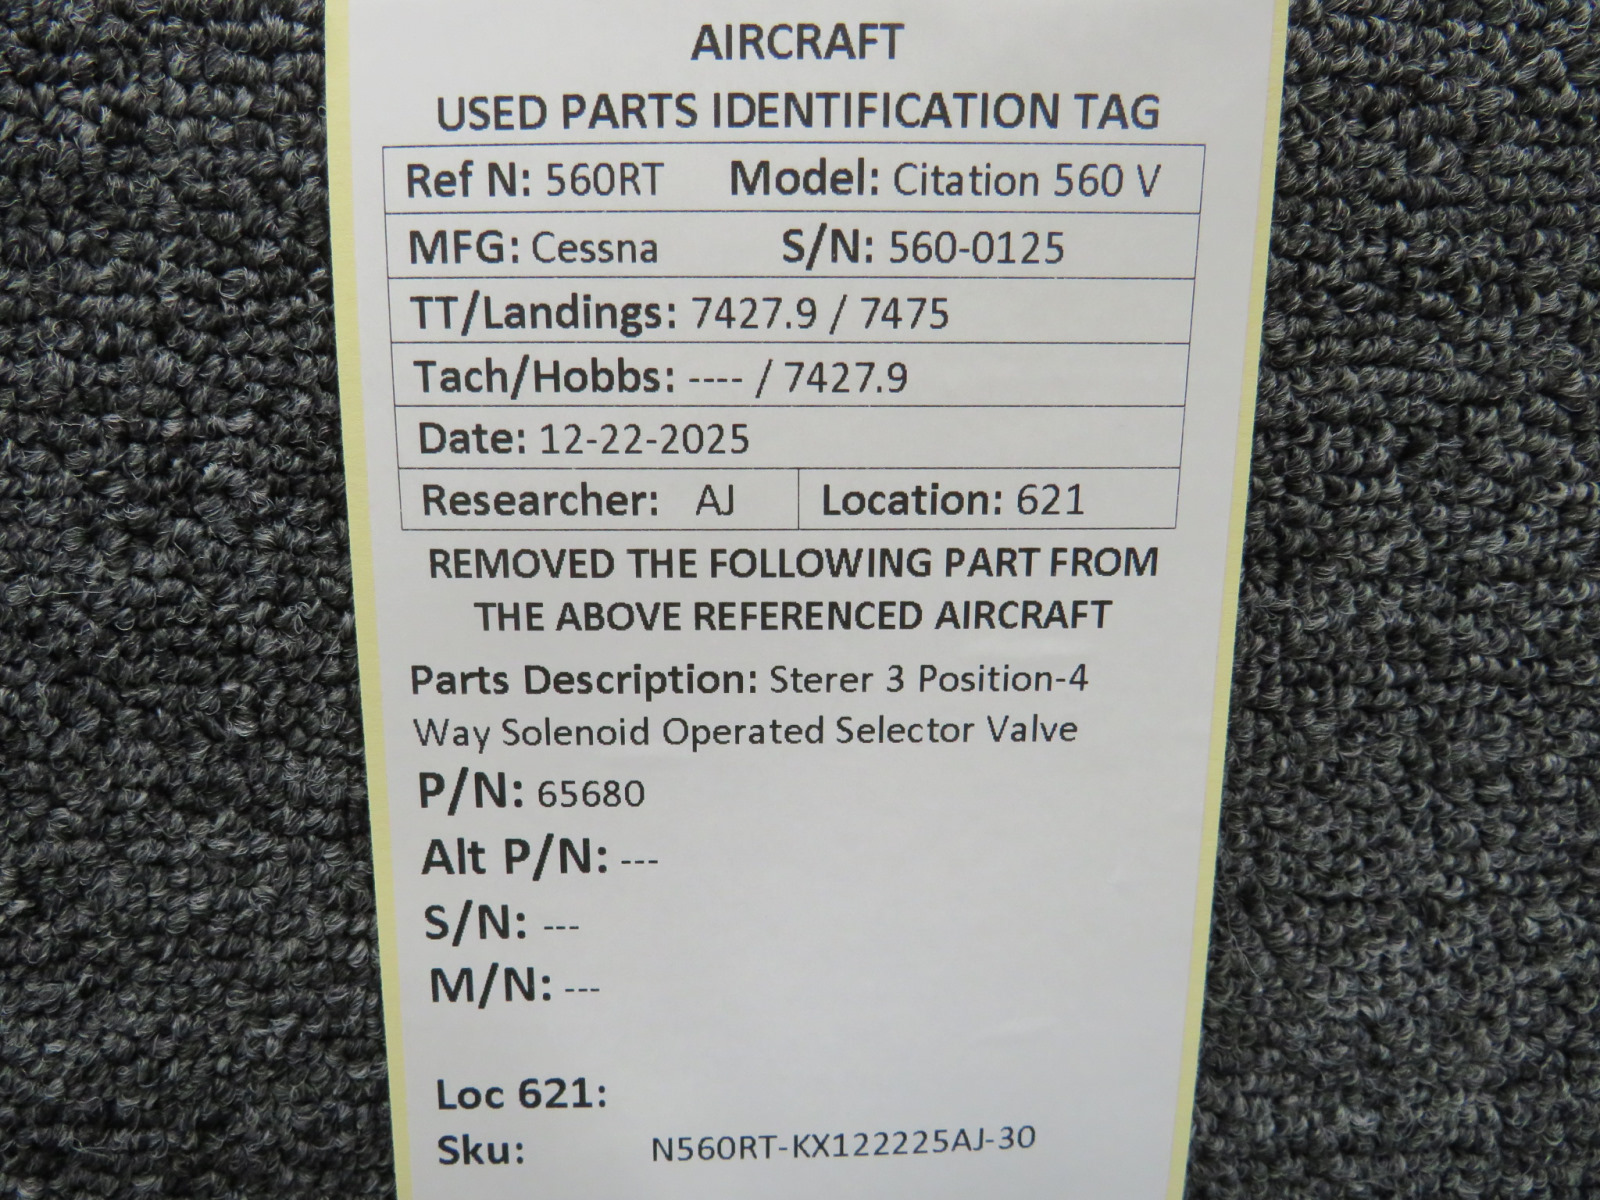 AIRCRAFT
USED PARTS IDENTIFICATION TAG
Ref N: 560RT Model: Citation 560 V
MFG: Cessna S/N: 560-0125
TT/Landings: 7427.9 / 7475
Tach/Hobbs: ---- / 7427.9
Date: 12-22-2025
Researcher: AJ Location: 621
REMOVED THE FOLLOWING PART FROM
THE ABOVE REFERENCED AIRCRAFT
Parts Description: Sterer 3 Position-4
Way Solenoid Operated Selector Valve
P/N: 65680
Alt P/N: ---
S/N: ---
M/N: ---
Loc 621:
Sku: N560RT-KX122225AJ-30